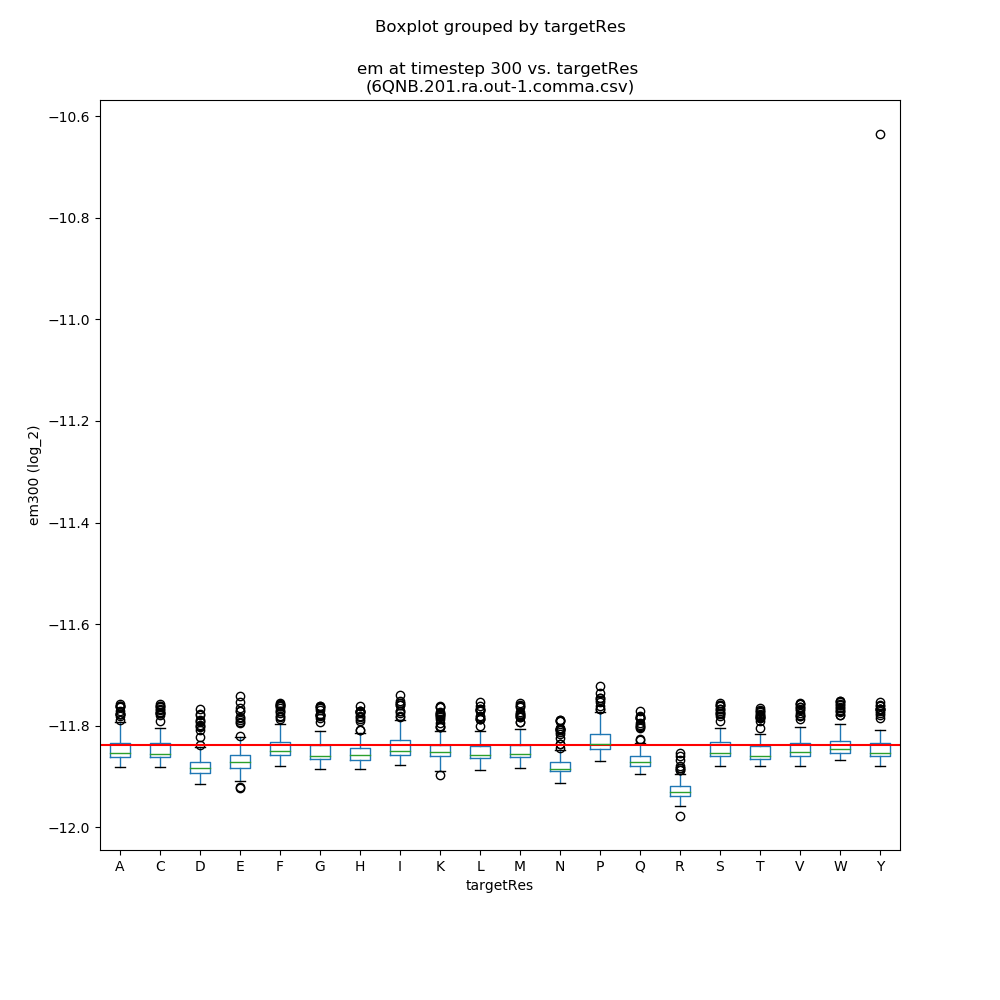 Boxplot grouped by targetRes
em at timestep 300 vs. targetRes
(6QNB.201.ra.out-1.comma.csv)
−10.6
−10.8
−11.0
−11.2
−11.4
−11.6
−11.8
−12.0
em300 (log_2)
A C D E F G H I K L M N P Q R S T V W Y
targetRes